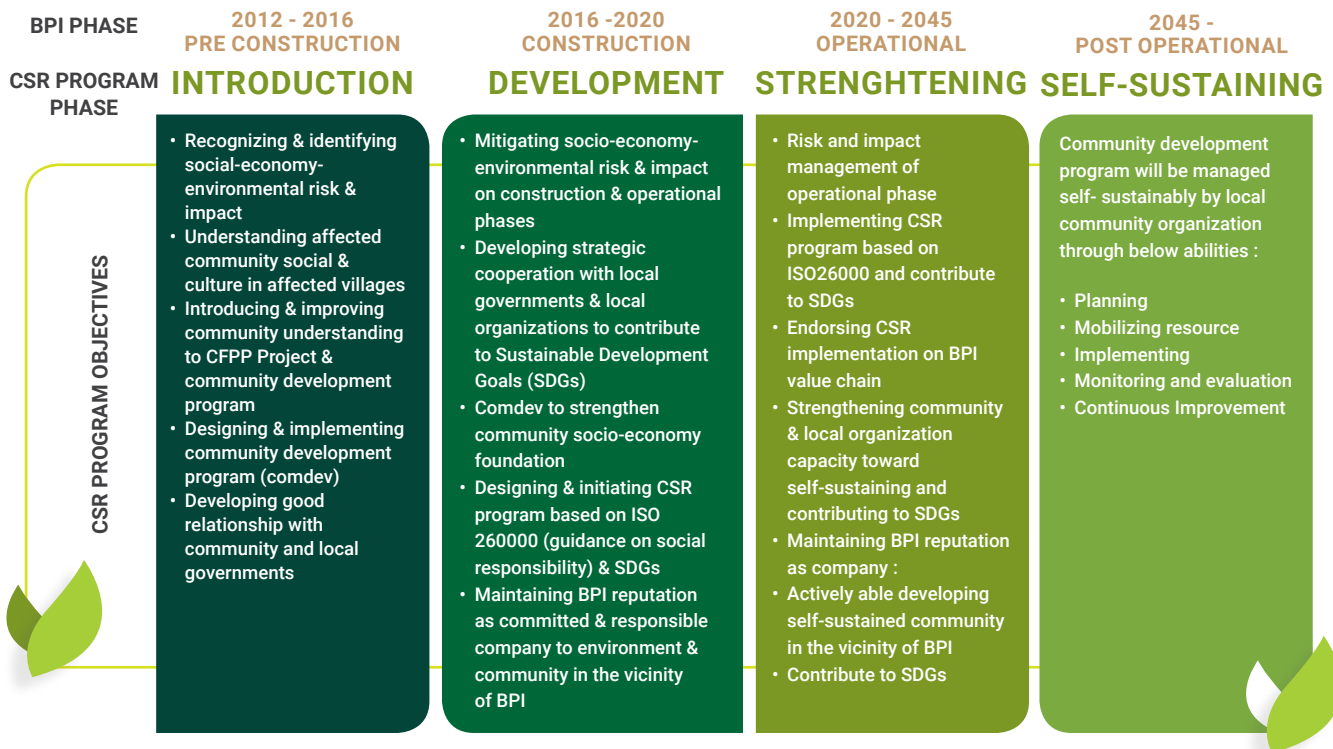 BPI PHASE
2012 - 2016
PRE CONSTRUCTION
2016 -2020
CONSTRUCTION
2020 - 2045
OPERATIONAL
2045 -
POST OPERATIONAL
CSR PROGRAM
PHASE
INTRODUCTION
DEVELOPMENT
STRENGHTENING
SELF-SUSTAINING
CSR PROGRAM OBJECTIVES
• Recognizing & identifying
social-economy-
environmental risk &
impact
• Understanding affected
community social &
culture in affected villages
• Introducing & improving
community understanding
to CFPP Project &
community development
program
• Designing & implementing
community development
program (comdev)
• Developing good
relationship with
community and local
governments
• Mitigating socio-economy-
environmental risk & impact
on construction & operational
phases
• Developing strategic
cooperation with local
governments & local
organizations to contribute
to Sustainable Development
Goals (SDGs)
• Comdev to strengthen
community socio-economy
foundation
• Designing & initiating CSR
program based on ISO
260000 (guidance on social
responsibility) & SDGs
• Maintaining BPI reputation
as committed & responsible
company to environment &
community in the vicinity
of BPI
• Risk and impact
management of
operational phase
• Implementing CSR
program based on
ISO26000 and contribute
to SDGs
• Endorsing CSR
implementation on BPI
value chain
• Strengthening community
& local organization
capacity toward
self-sustaining and
contributing to SDGs
• Maintaining BPI reputation
as company :
• Actively able developing
self-sustained community
in the vicinity of BPI
• Contribute to SDGs
Community development
program will be managed
self- sustainably by local
community organization
through below abilities :
• Planning
• Mobilizing resource
• Implementing
• Monitoring and evaluation
• Continuous Improvement